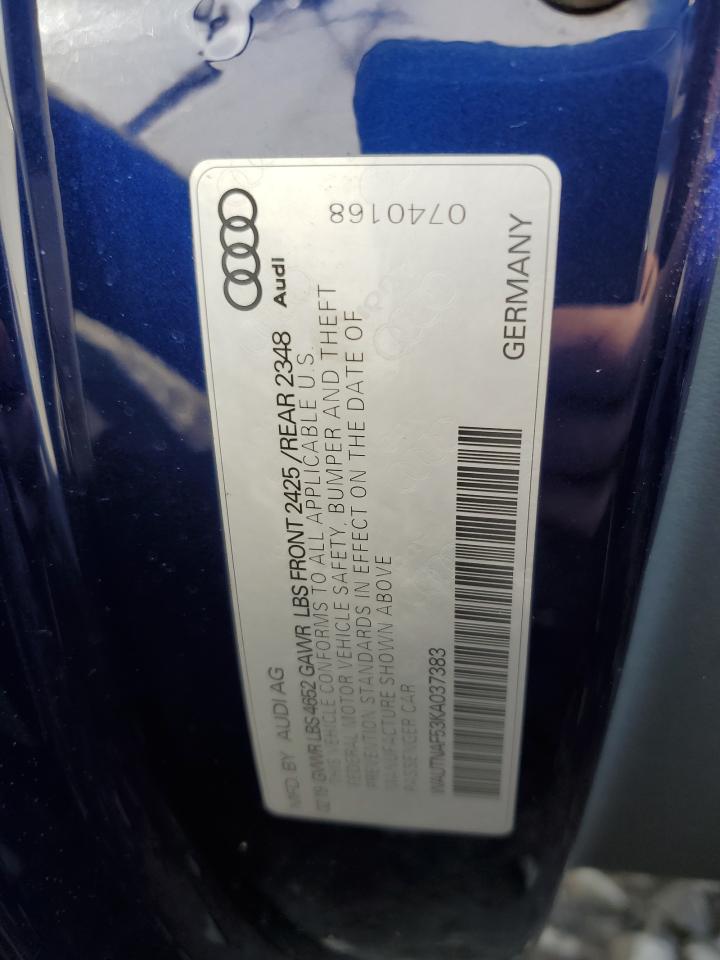 MFD. BY AUDI AG
02/19 GVWR LBS 4652 GAWR LBS FRONT 2425 / REAR 2348
THIS VEHICLE CONFORMS TO ALL APPLICABLE U.S.
FEDERAL MOTOR VEHICLE SAFETY, BUMPER AND THEFT
PREVENTION STANDARDS IN EFFECT ON THE DATE OF
MANUFACTURE SHOWN ABOVE
PASSENGER CAR
WAUTNAF53KA037383
Audi
0740168
GERMANY